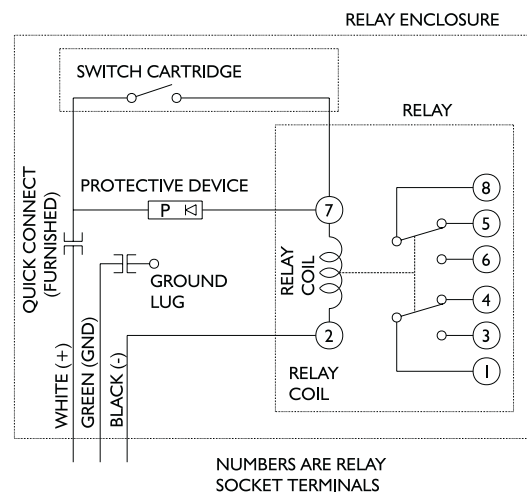 RELAY ENCLOSURE
SWITCH CARTRIDGE
RELAY
PROTECTIVE DEVICE
P
QUICK CONNECT
(FURNISHED)
GROUND
LUG
7
8
5
6
4
3
1
2
RELAY
COIL
RELAY
COIL
WHITE (+)
GREEN (GND)
BLACK (-)
NUMBERS ARE RELAY
SOCKET TERMINALS